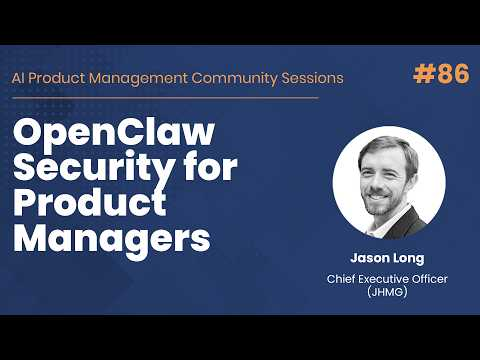 AI Product Management Community Sessions
#86
OpenClaw
Security for
Product
Managers
Jason Long
Chief Executive Officer
(JHMG)